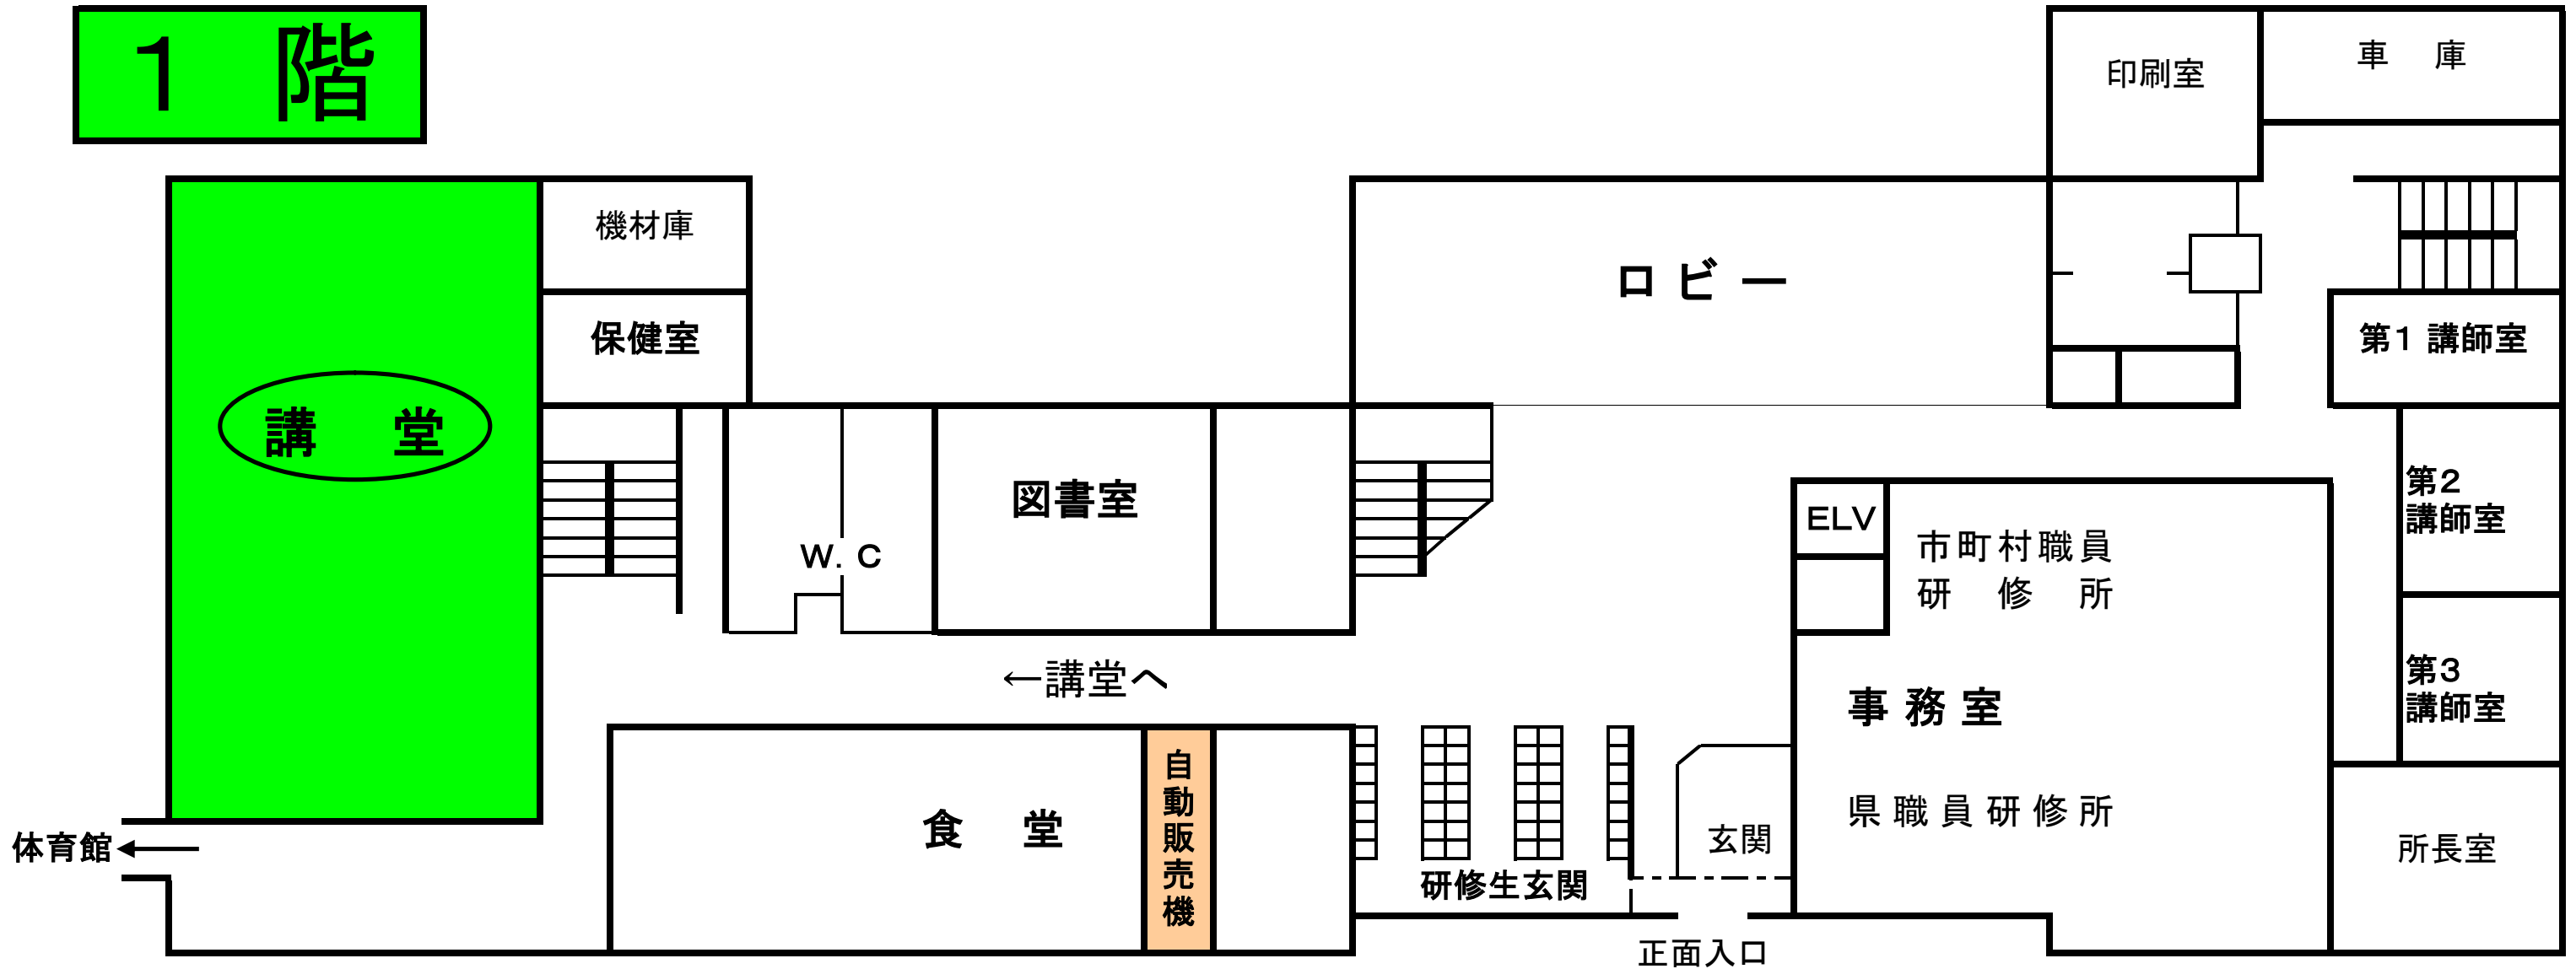 １　階
印刷室
車　庫
機材庫
ロビー
保健室
第１ 講師室
講　堂
図書室
第２
講師室
ELV
市町村職員
研　修　所
W. C
←講堂へ
第３
講師室
事務室
自動販売機
食　堂
県職員研修所
玄関
体育館
所長室
研修生玄関
正面入口